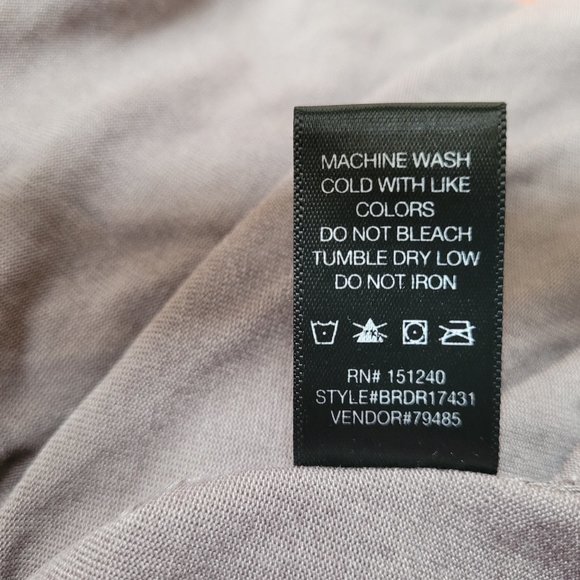 MACHINE WASH
COLD WITH LIKE
COLORS
DO NOT BLEACH
TUMBLE DRY LOW
DO NOT IRON
RN# 151240
STYLE#BRDR17431
VENDOR#79485